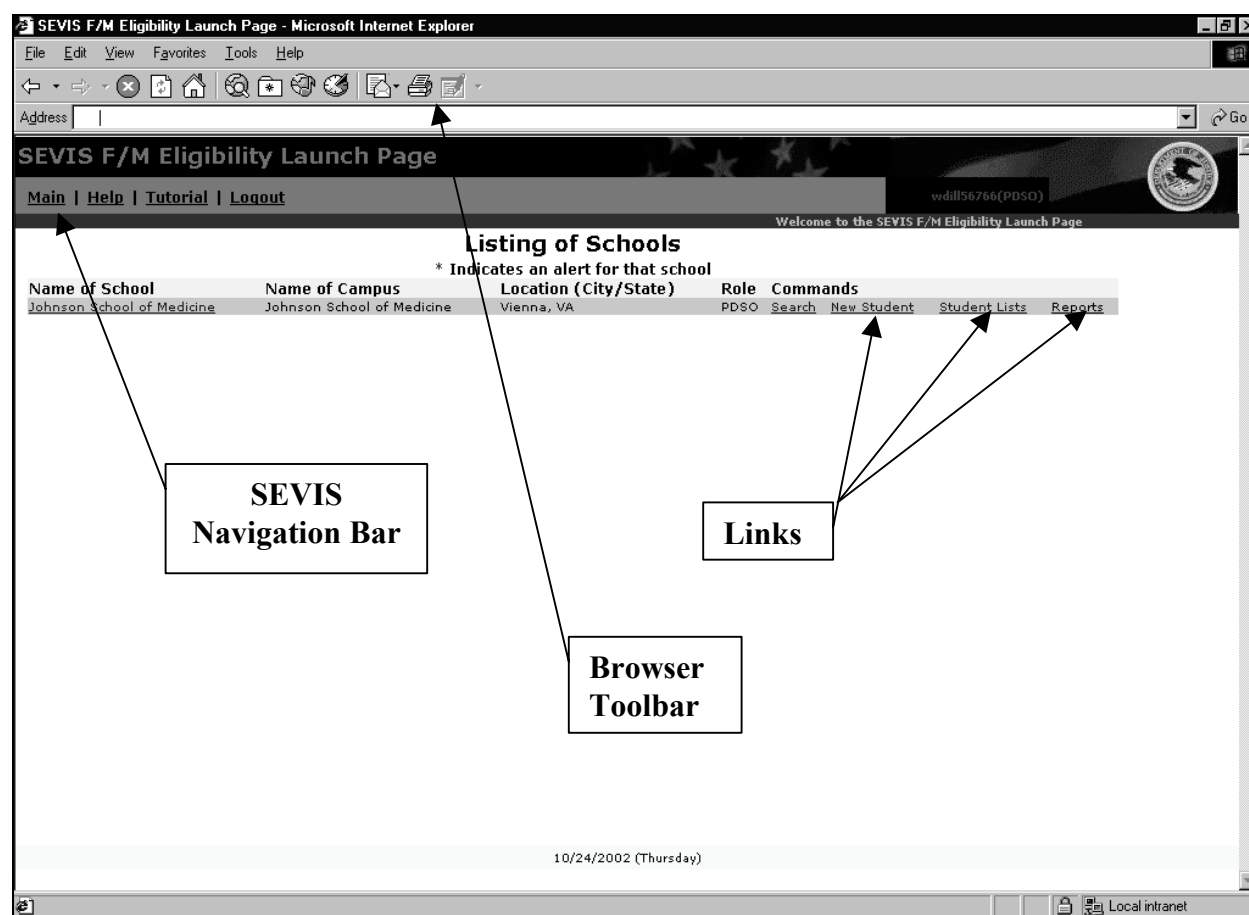 SEVIS F/M Eligibility Launch Page - Microsoft Internet Explorer
File Edit View Favorites Tools Help
Address Go
SEVIS F/M Eligibility Launch Page
Main | Help | Tutorial | Logout
wdill56766(PDSO)
Welcome to the SEVIS F/M Eligibility Launch Page
Listing of Schools
* Indicates an alert for that school
Name of School Name of Campus Location (City/State) Role Commands
Johnson School of Medicine Johnson School of Medicine Vienna, VA PDSO Search New Student Student Lists Reports
SEVIS
Navigation Bar
Links
Browser
Toolbar
10/24/2002 (Thursday)
Local intranet